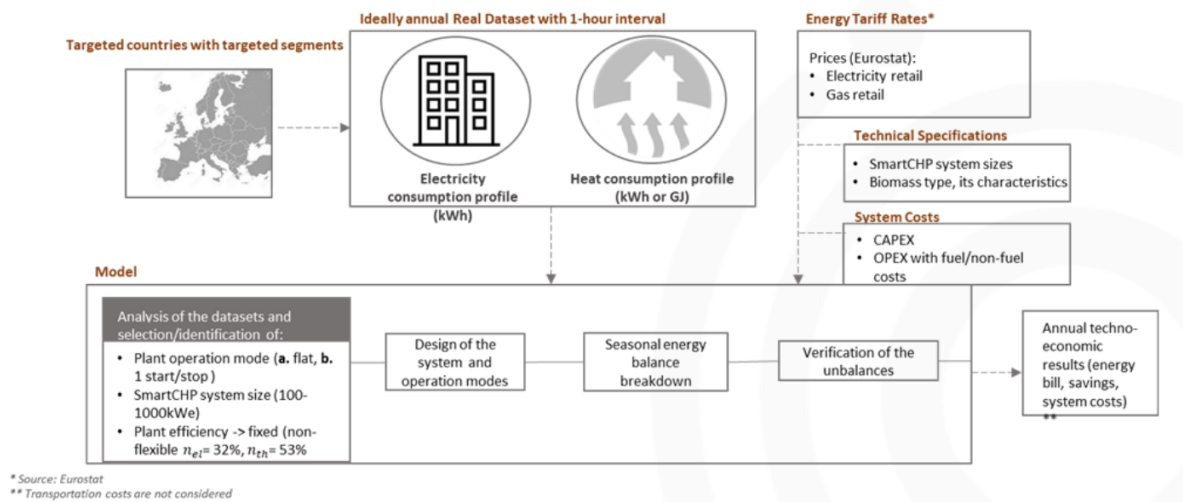 Ideally annual Real Dataset with 1-hour interval
Energy Tariff Rates*
Targeted countries with targeted segments
Prices (Eurostat):
• Electricity retail
• Gas retail
Electricity
consumption profile
(kWh)
Heat consumption profile
(kWh or GJ)
Technical Specifications
• SmartCHP system sizes
• Biomass type, its characteristics
System Costs
• CAPEX
• OPEX with fuel/non-fuel
costs
Model
Analysis of the datasets and
selection/identification of:
• Plant operation mode (a. flat, b.
1 start/stop )
• SmartCHP system size (100-
1000kWe)
• Plant efficiency -> fixed (non-
flexible n_el= 32%, n_th= 53%
Design of the
system and
operation modes
Seasonal energy
balance
breakdown
Verification of the
unbalances
Annual techno-
economic
results (energy
bill, savings,
system costs)
**
* Source: Eurostat
** Transportation costs are not considered